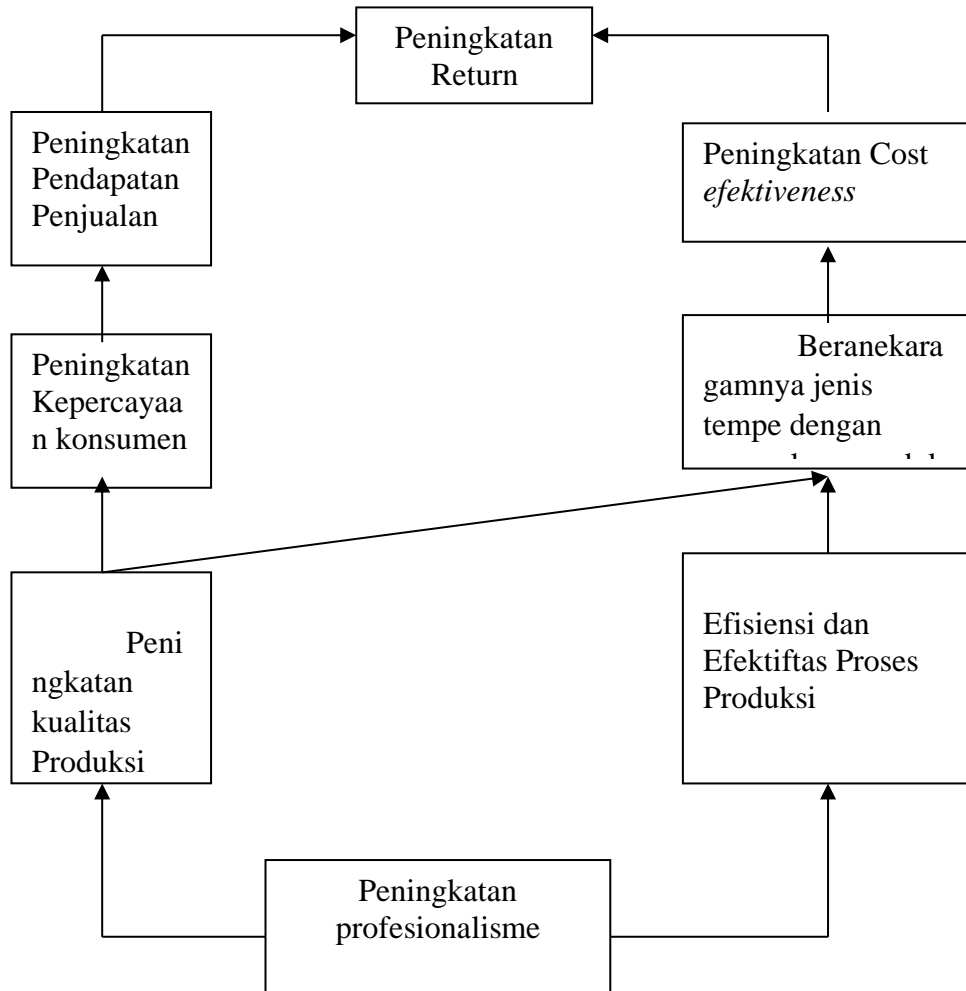 Peningkatan
Return
Peningkatan
Pendapatan
Penjualan
Peningkatan Cost
efektiveness
Peningkatan
Kepercayaa
n konsumen
Beranekara
gamnya jenis
tempe dengan
Peni
ngkatan
kualitas
Produksi
Efisiensi dan
Efektiftas Proses
Produksi
Peningkatan
profesionalisme